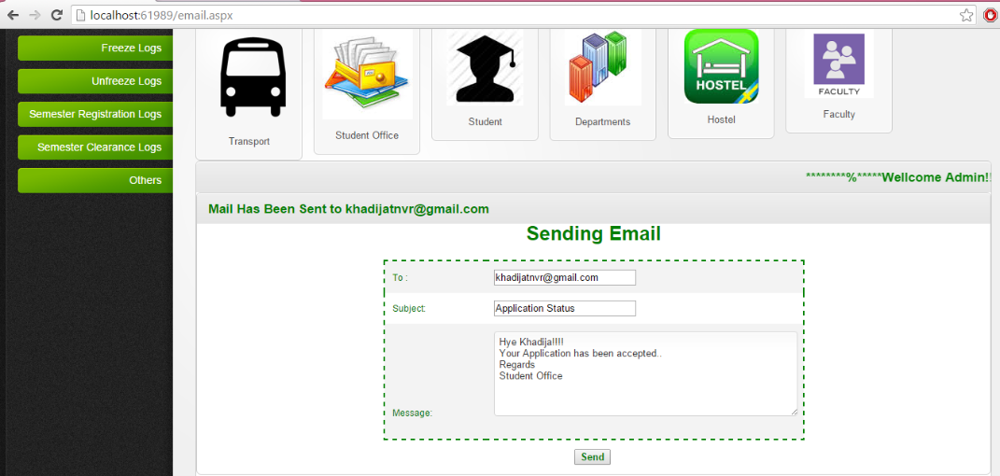 localhost:61989/email.aspx
Freeze Logs
Unfreeze Logs
Semester Registration Logs
Semester Clearance Logs
Others
Transport
Student Office
Student
Departments
HOSTEL
Hostel
FACULTY
Faculty
********%*****Wellcome Admin!!
Mail Has Been Sent to khadijatnvr@gmail.com
Sending Email
To :
khadijatnvr@gmail.com
Subject:
Application Status
Hye Khadija!!!!
Your Application has been accepted..
Regards
Student Office
Message:
Send